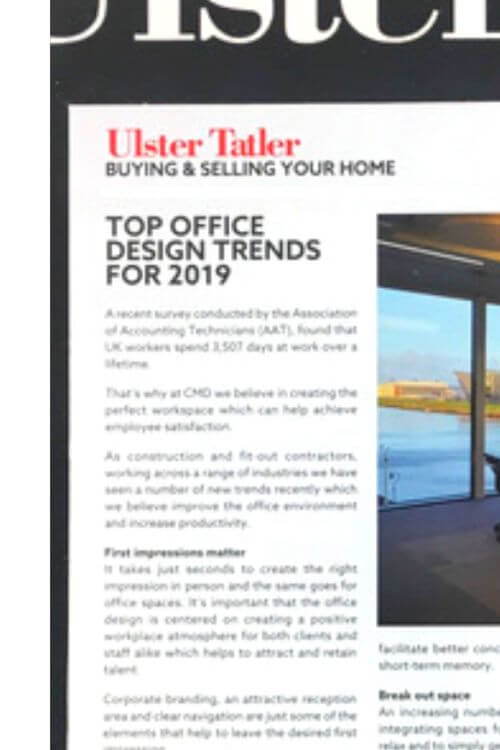 Ulster
Ulster Tatler
BUYING & SELLING YOUR HOME
TOP OFFICE
DESIGN TRENDS
FOR 2019
A recent survey conducted by the Association
of Accounting Technicians (AAT), found that
UK workers spend 3,507 days at work over a
lifetime.
That's why at CMD we believe in creating the
perfect workspace which can help achieve
employee satisfaction.
As construction and fit-out contractors,
working across a range of industries we have
seen a number of new trends recently which
we believe improve the office environment
and increase productivity.
First impressions matter
It takes just seconds to create the right
impression in person and the same goes for
office spaces. It's important that the office
design is centered on creating a positive
workplace atmosphere for both clients and
staff alike which helps to attract and retain
talent.
Corporate branding, an attractive reception
area and clear navigation are just some of the
elements that help to leave the desired first
impression.
facilitate better conc
short-term memory.
Break out space
An increasing numbe
integrating spaces
relax and to simply